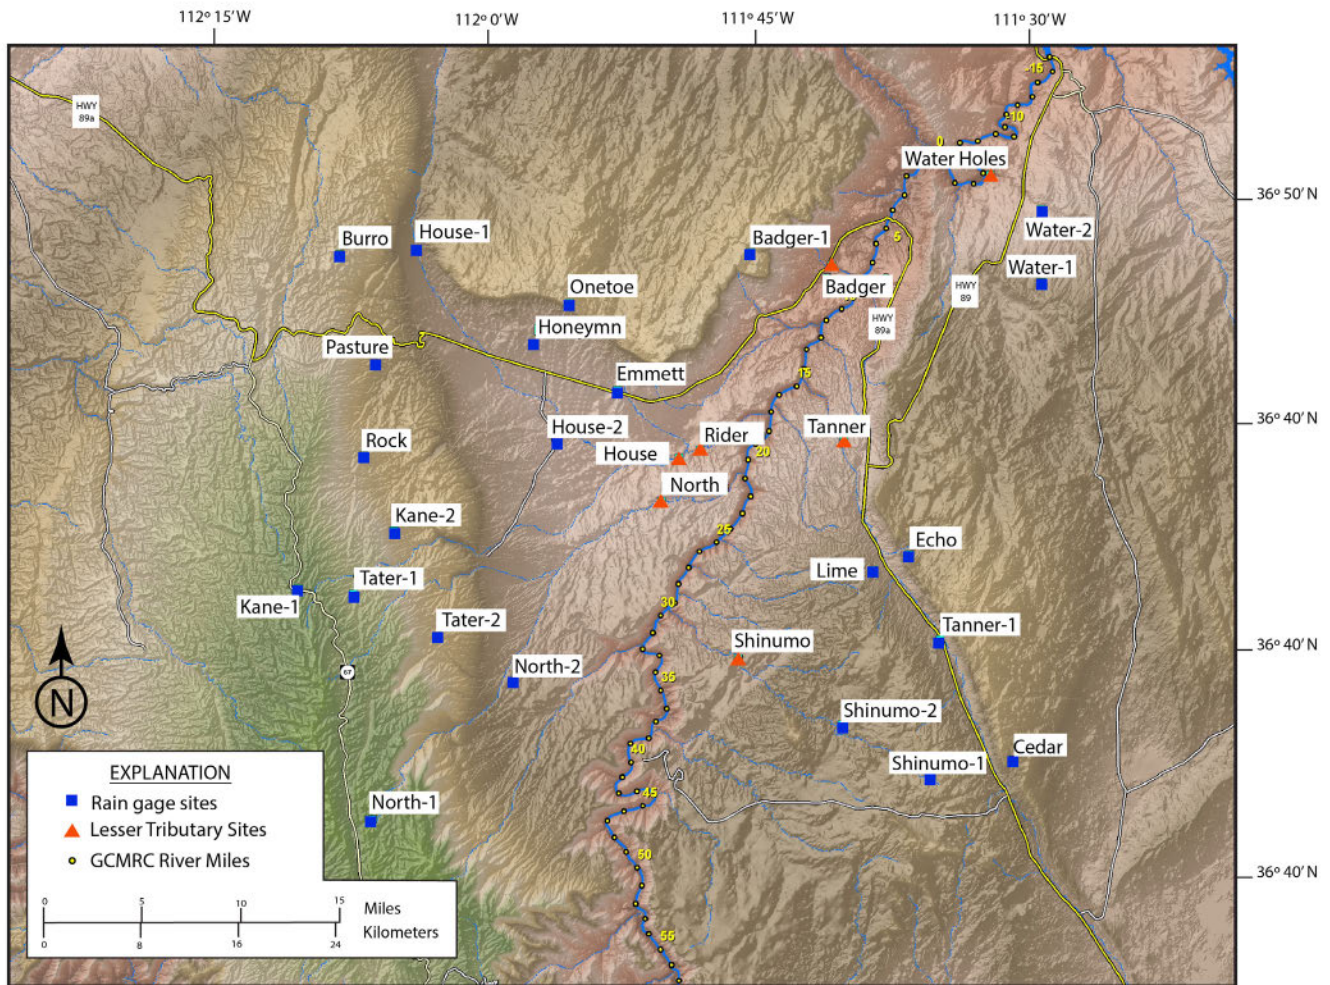 112° 15'W
112° 0'W
111° 45'W
111° 30'W
-15
HWY
89a
-10
0
Water Holes
36° 50' N
Water-2
Burro
House-1
Badger-1
5
Water-1
Onetoe
Badger
HWY
89
Honeymn
HWY
89a
Pasture
Emmett
15
36° 40' N
House-2
Rider
Tanner
Rock
House
20
North
Kane-2
25
Echo
Lime
Tater-1
Kane-1
30
Tater-2
Tanner-1
Shinumo
36° 40' N
67
North-2
35
N
Shinumo-2
40
Cedar
Shinumo-1
EXPLANATION
Rain gage sites
Lesser Tributary Sites
GCMRC River Miles
0 5 10 15 Miles
0 8 16 24 Kilometers
North-1
45
50
36° 40' N
55